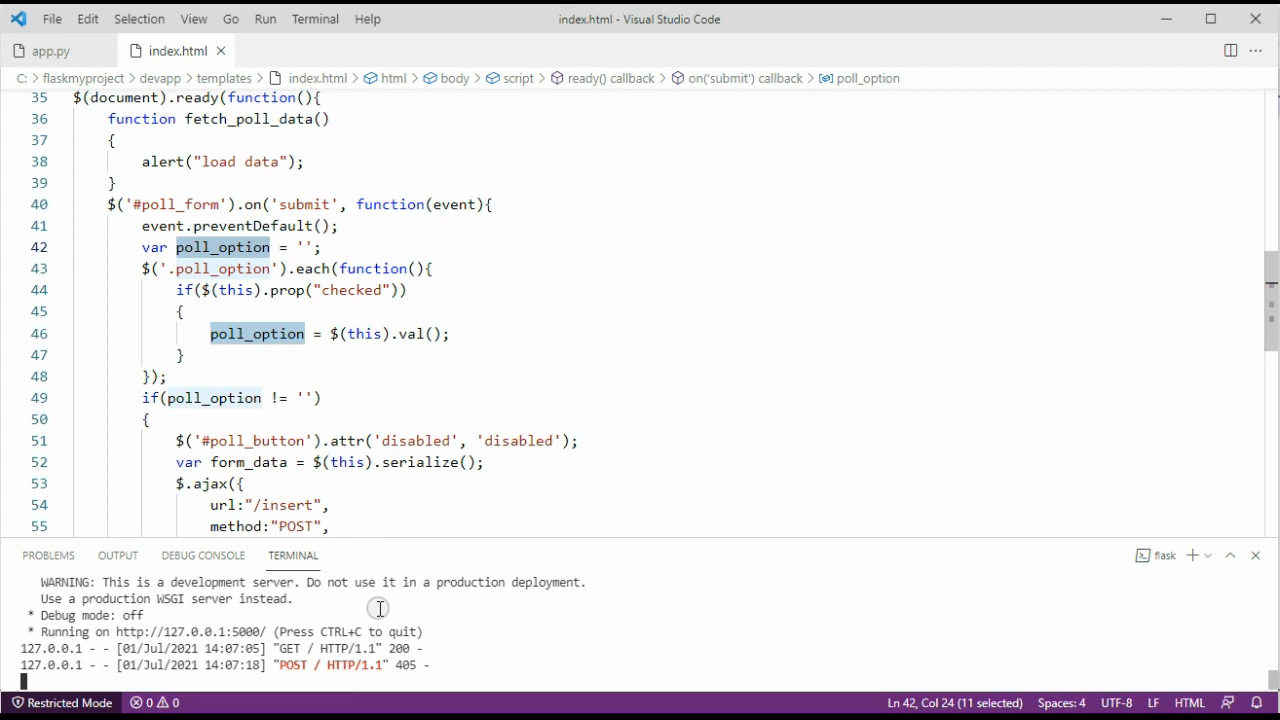 File Edit Selection View Go Run Terminal Help index.html - Visual Studio Code
app.py index.html
C: > flaskmyproject > devapp > templates > index.html > html > body > script > ready() callback > on('submit') callback > poll_option
35 $(document).ready(function(){
36 function fetch_poll_data()
37 {
38 alert("load data");
39 }
40 $('#poll_form').on('submit', function(event){
41 event.preventDefault();
42 var poll_option = '';
43 $('.poll_option').each(function(){
44 if($(this).prop("checked"))
45 {
46 poll_option = $(this).val();
47 }
48 });
49 if(poll_option != '')
50 {
51 $('#poll_button').attr('disabled', 'disabled');
52 var form_data = $(this).serialize();
53 $.ajax({
54 url:"/insert",
55 method:"POST",
PROBLEMS OUTPUT DEBUG CONSOLE TERMINAL flask
WARNING: This is a development server. Do not use it in a production deployment.
Use a production WSGI server instead.
* Debug mode: off
* Running on http://127.0.0.1:5000/ (Press CTRL+C to quit)
127.0.0.1 - - [01/Jul/2021 14:07:05] "GET / HTTP/1.1" 200 -
127.0.0.1 - - [01/Jul/2021 14:07:18] "POST / HTTP/1.1" 405 -
Restricted Mode 0 0 Ln 42, Col 24 (11 selected) Spaces: 4 UTF-8 LF HTML